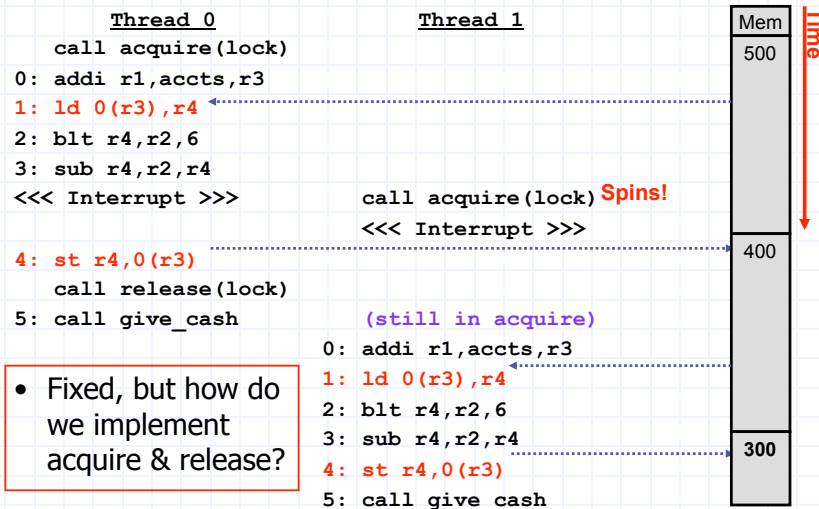 Thread 0
call acquire(lock)
0: addi r1,accts,r3
1: ld 0(r3),r4
2: blt r4,r2,6
3: sub r4,r2,r4
<<< Interrupt >>>
4: st r4,0(r3)
call release(lock)
5: call give_cash
Thread 1
call acquire(lock) Spins!
<<< Interrupt >>>
(still in acquire)
0: addi r1,accts,r3
1: ld 0(r3),r4
2: blt r4,r2,6
3: sub r4,r2,r4
4: st r4,0(r3)
5: call give cash
Mem
500
400
300
Time
• Fixed, but how do
we implement
acquire & release?